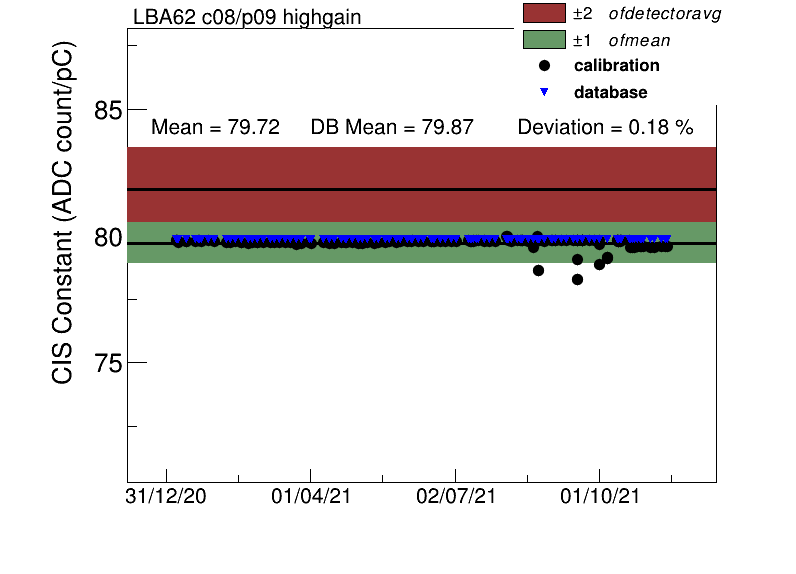 LBA62 c08/p09 highgain
±2 ofdetectoravg
±1 ofmean
calibration
database
Mean = 79.72 DB Mean = 79.87 Deviation = 0.18 %
CIS Constant (ADC count/pC)
85
80
75
31/12/20 01/04/21 02/07/21 01/10/21